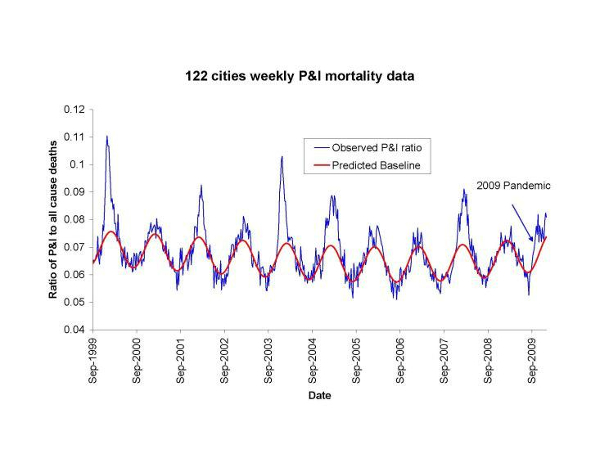 122 cities weekly P&I mortality data
0.12
0.11
0.1
0.09
0.08
0.07
0.06
0.05
0.04
Ratio of P&I to all cause deaths
Observed P&I ratio
Predicted Baseline
2009 Pandemic
Sep-1999
Sep-2000
Sep-2001
Sep-2002
Sep-2003
Sep-2004
Sep-2005
Sep-2006
Sep-2007
Sep-2008
Sep-2009
Date